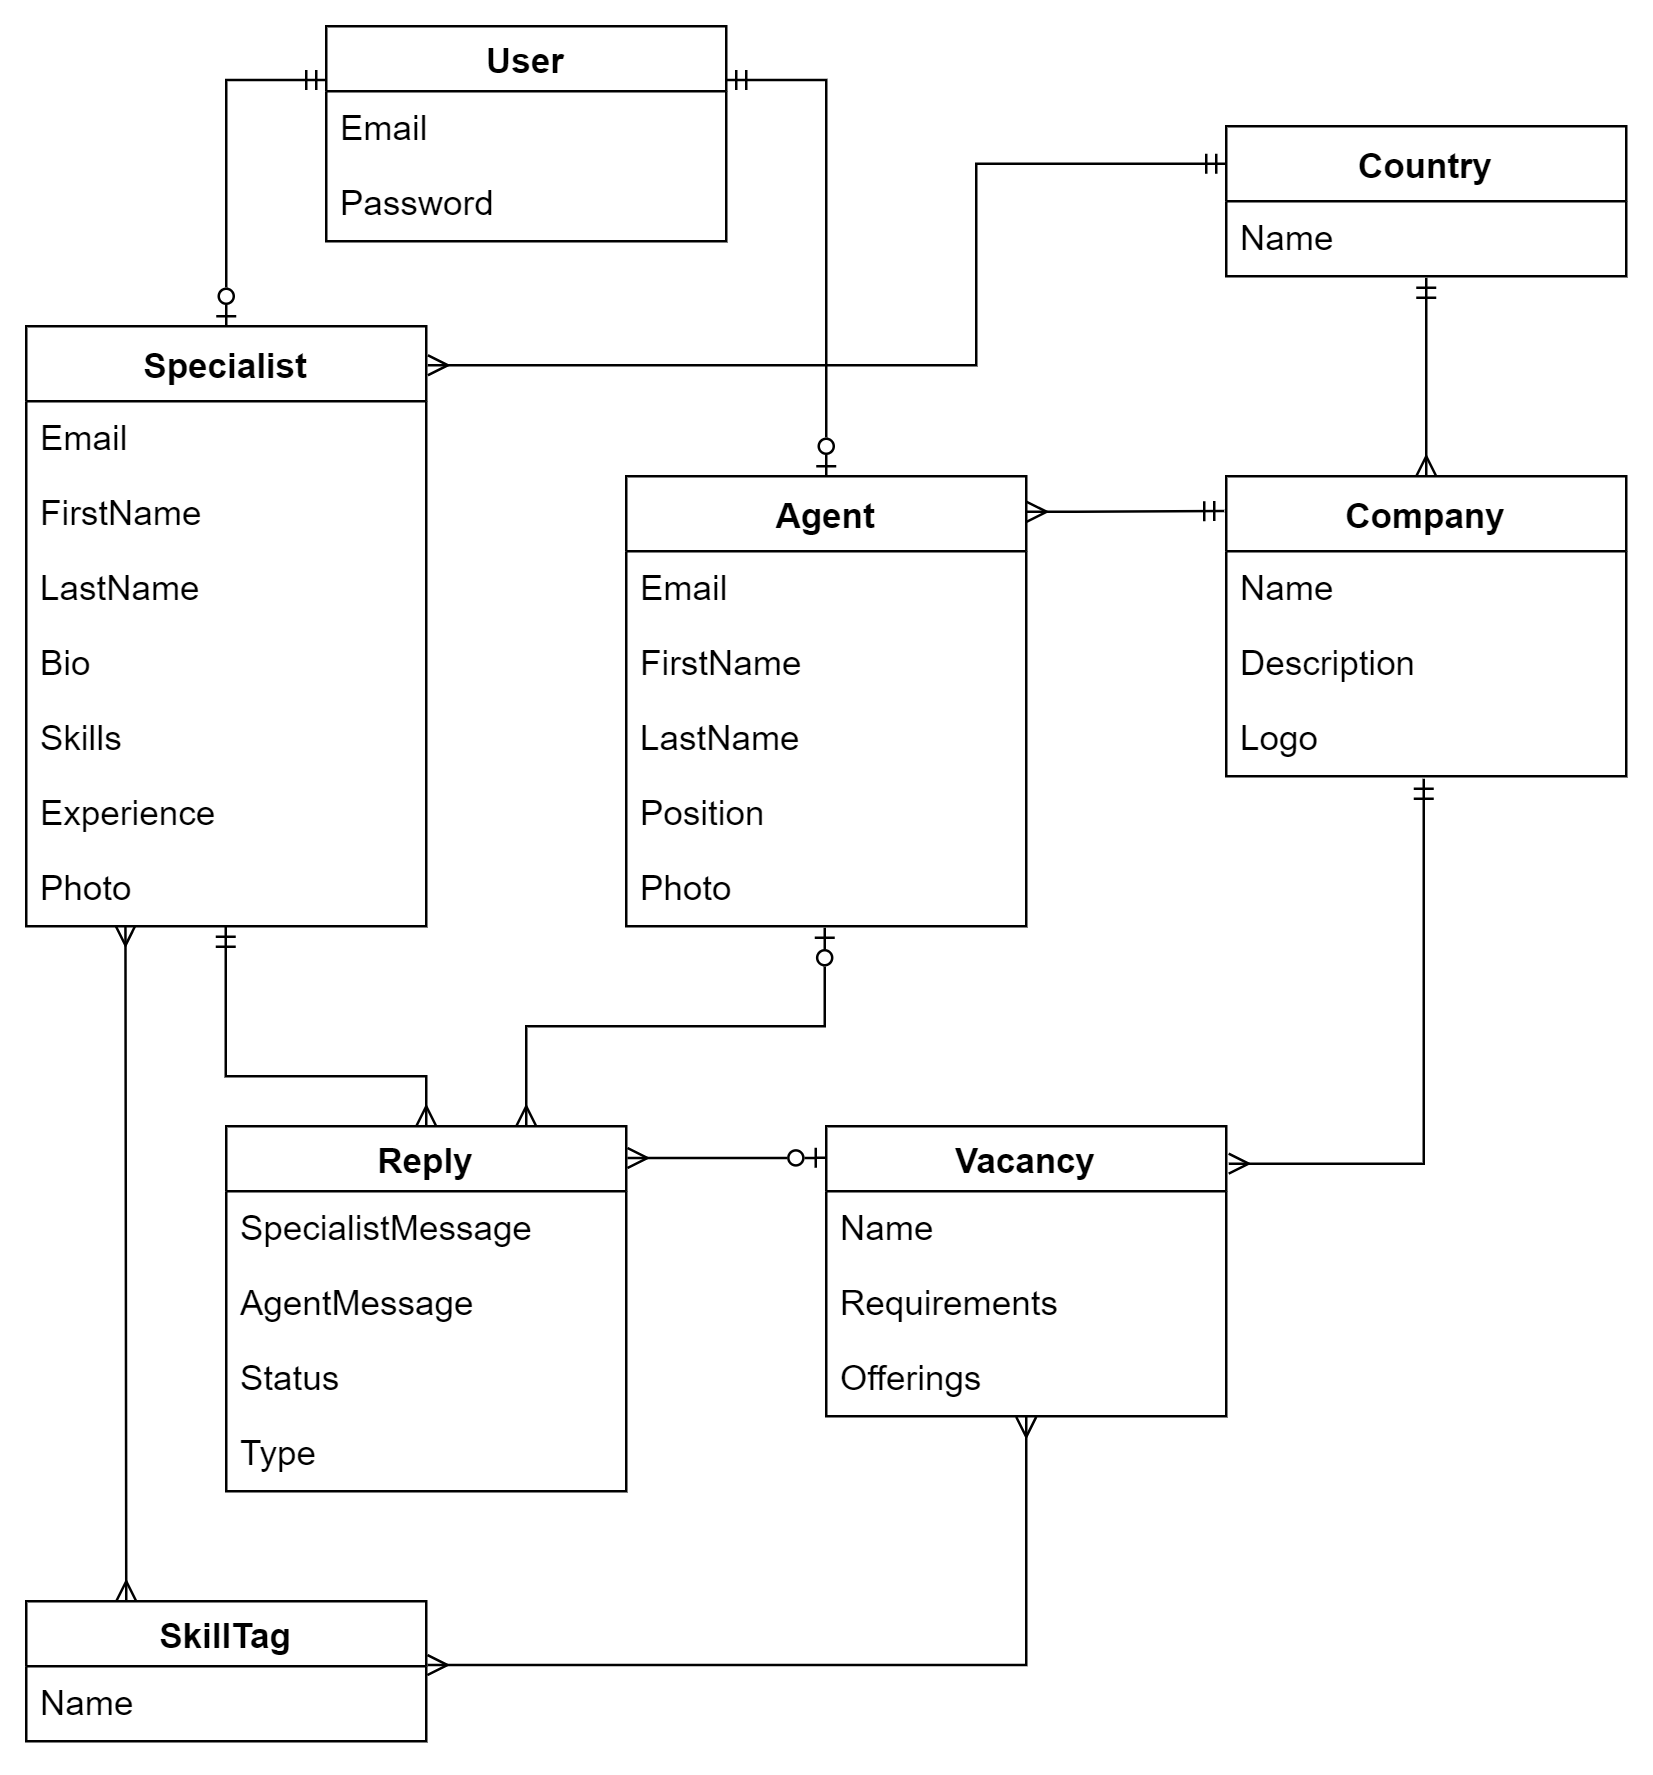 User
Email
Password
Country
Name
Specialist
Email
FirstName
LastName
Bio
Skills
Experience
Photo
Agent
Email
FirstName
LastName
Position
Photo
Company
Name
Description
Logo
Reply
SpecialistMessage
AgentMessage
Status
Type
Vacancy
Name
Requirements
Offerings
SkillTag
Name